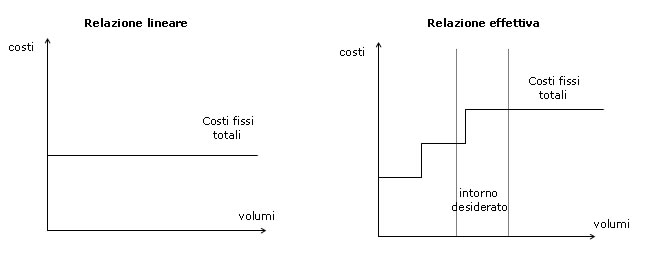 Relazione lineare
costi
Costi fissi
totali
volumi
Relazione effettiva
costi
Costi fissi
totali
intorno
desiderato
volumi